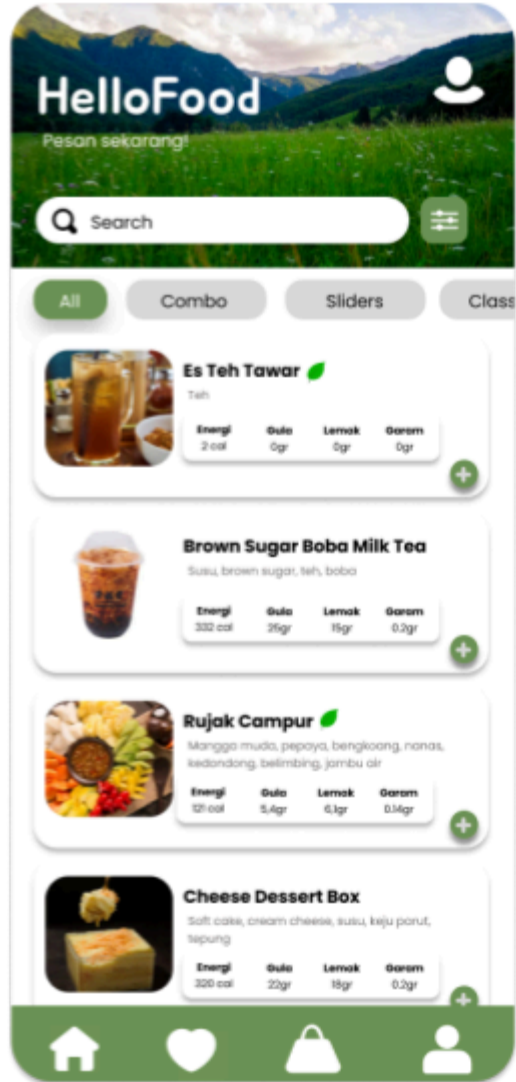 HelloFood
Pesan sekarang!
Search
All Combo Sliders Class
Es Teh Tawar
Teh
Energi Gula Lemak Garam
2 cal 0gr 0gr 0gr
Brown Sugar Boba Milk Tea
Susu, brown sugar, teh, boba
Energi Gula Lemak Garam
332 cal 25gr 15gr 0.2gr
Rujak Campur
Mangga muda, pepaya, bengkoang, nanas,
kedondong, belimbing, jambu air
Energi Gula Lemak Garam
121 cal 5,4gr 6,1gr 0.14gr
Cheese Dessert Box
Soft cake, cream cheese, susu, keju parut,
tepung
Energi Gula Lemak Garam
320 cal 22gr 18gr 0.2gr